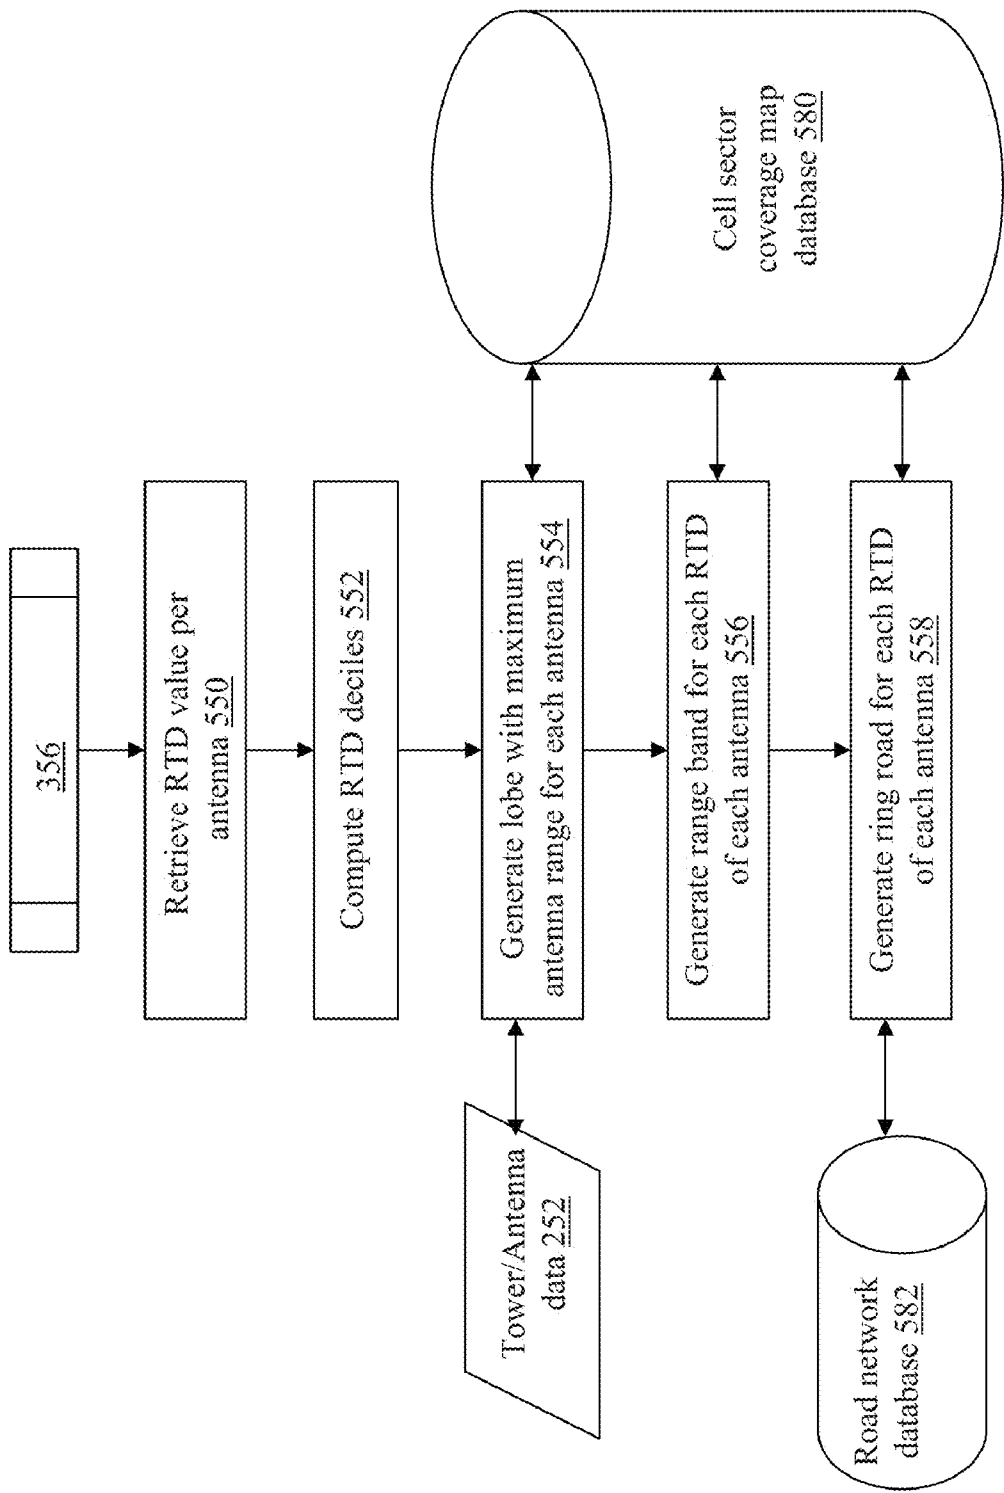 356
Retrieve RTD value per
antenna 550
Compute RTD deciles 552
Generate lobe with maximum
antenna range for each antenna 554
Generate range band for each RTD
of each antenna 556
Generate ring road for each RTD
of each antenna 558
Tower/Antenna
data 252
Road network
database 582
Cell sector
coverage map
database 580